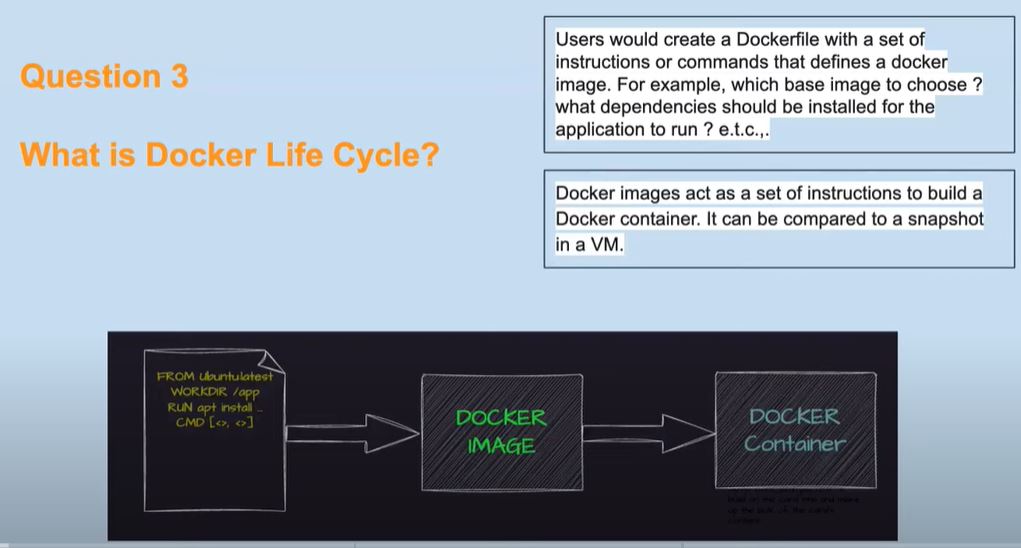 Question 3
What is Docker Life Cycle?
Users would create a Dockerfile with a set of
instructions or commands that defines a docker
image. For example, which base image to choose ?
what dependencies should be installed for the
application to run ? e.t.c.,.
Docker images act as a set of instructions to build a
Docker container. It can be compared to a snapshot
in a VM.
FROM Ubuntu:latest
WORKDIR /app
RUN apt install ..
CMD [<>, <>]
DOCKER
IMAGE
DOCKER
Container